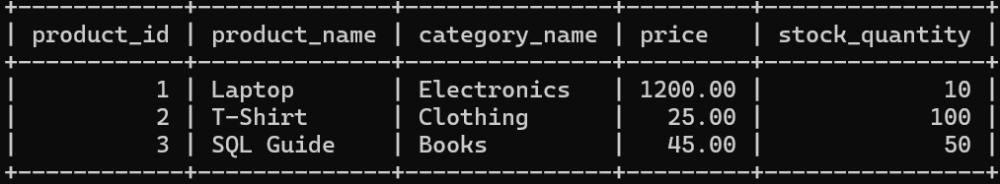 +------------+--------------+---------------+---------+----------------+
| product_id | product_name | category_name | price   | stock_quantity |
+------------+--------------+---------------+---------+----------------+
|          1 | Laptop       | Electronics   | 1200.00 |             10 |
|          2 | T-Shirt      | Clothing      |   25.00 |            100 |
|          3 | SQL Guide    | Books         |   45.00 |             50 |
+------------+--------------+---------------+---------+----------------+